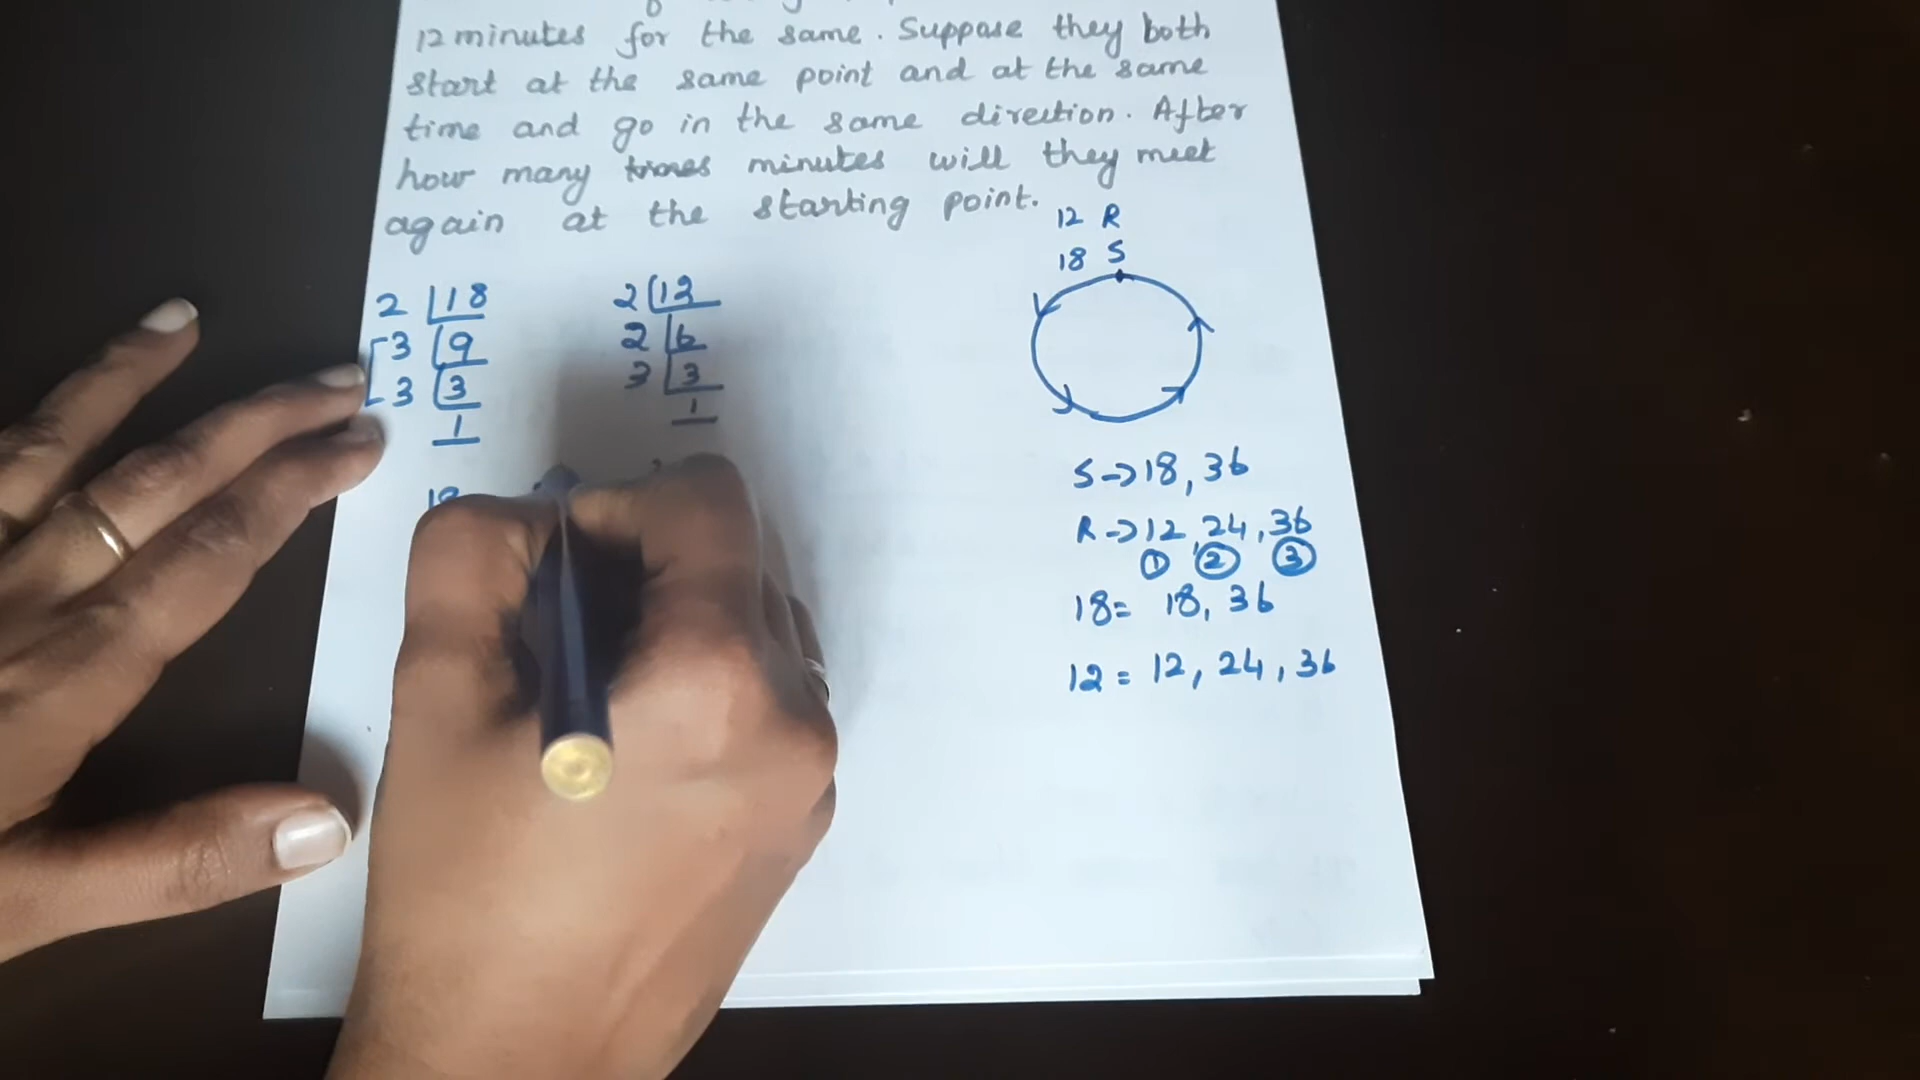 12 minutes for the same. Suppose they both
start at the same point and at the same
time and go in the same direction. After
how many times minutes will they meet
again at the starting point.
12 R
18 S
2 18
3 9
3 3
1
2 12
2 6
3 3
1
18
S->18, 36
R->12, 24, 36
1 2 3
18= 18, 36
12 = 12, 24, 36